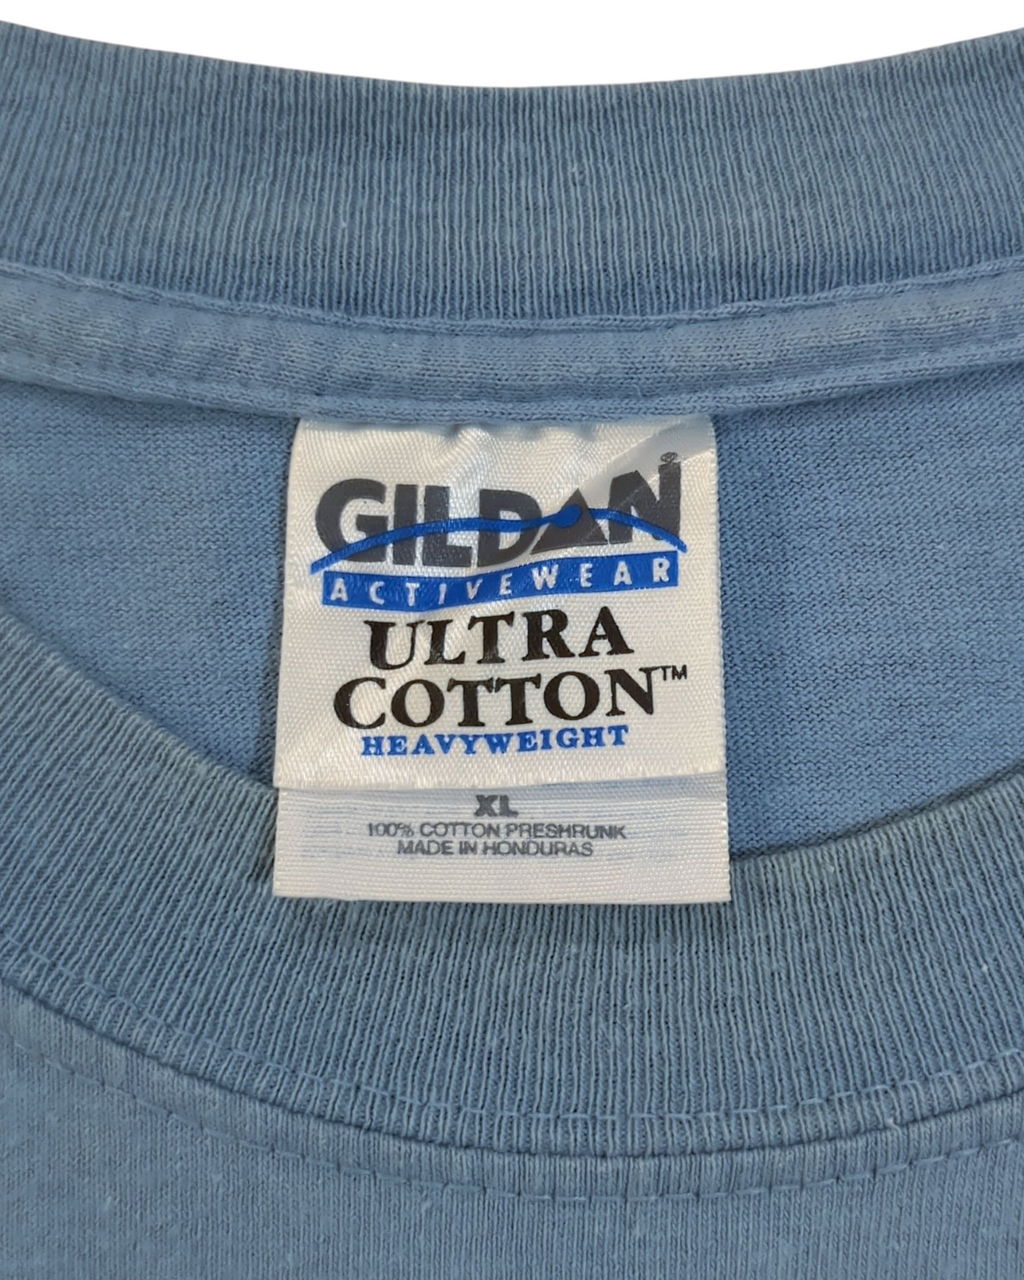 GILDAN®
ACTIVEWEAR
ULTRA
COTTON™
HEAVYWEIGHT
XL
100% COTTON PRESHRUNK
MADE IN HONDURAS